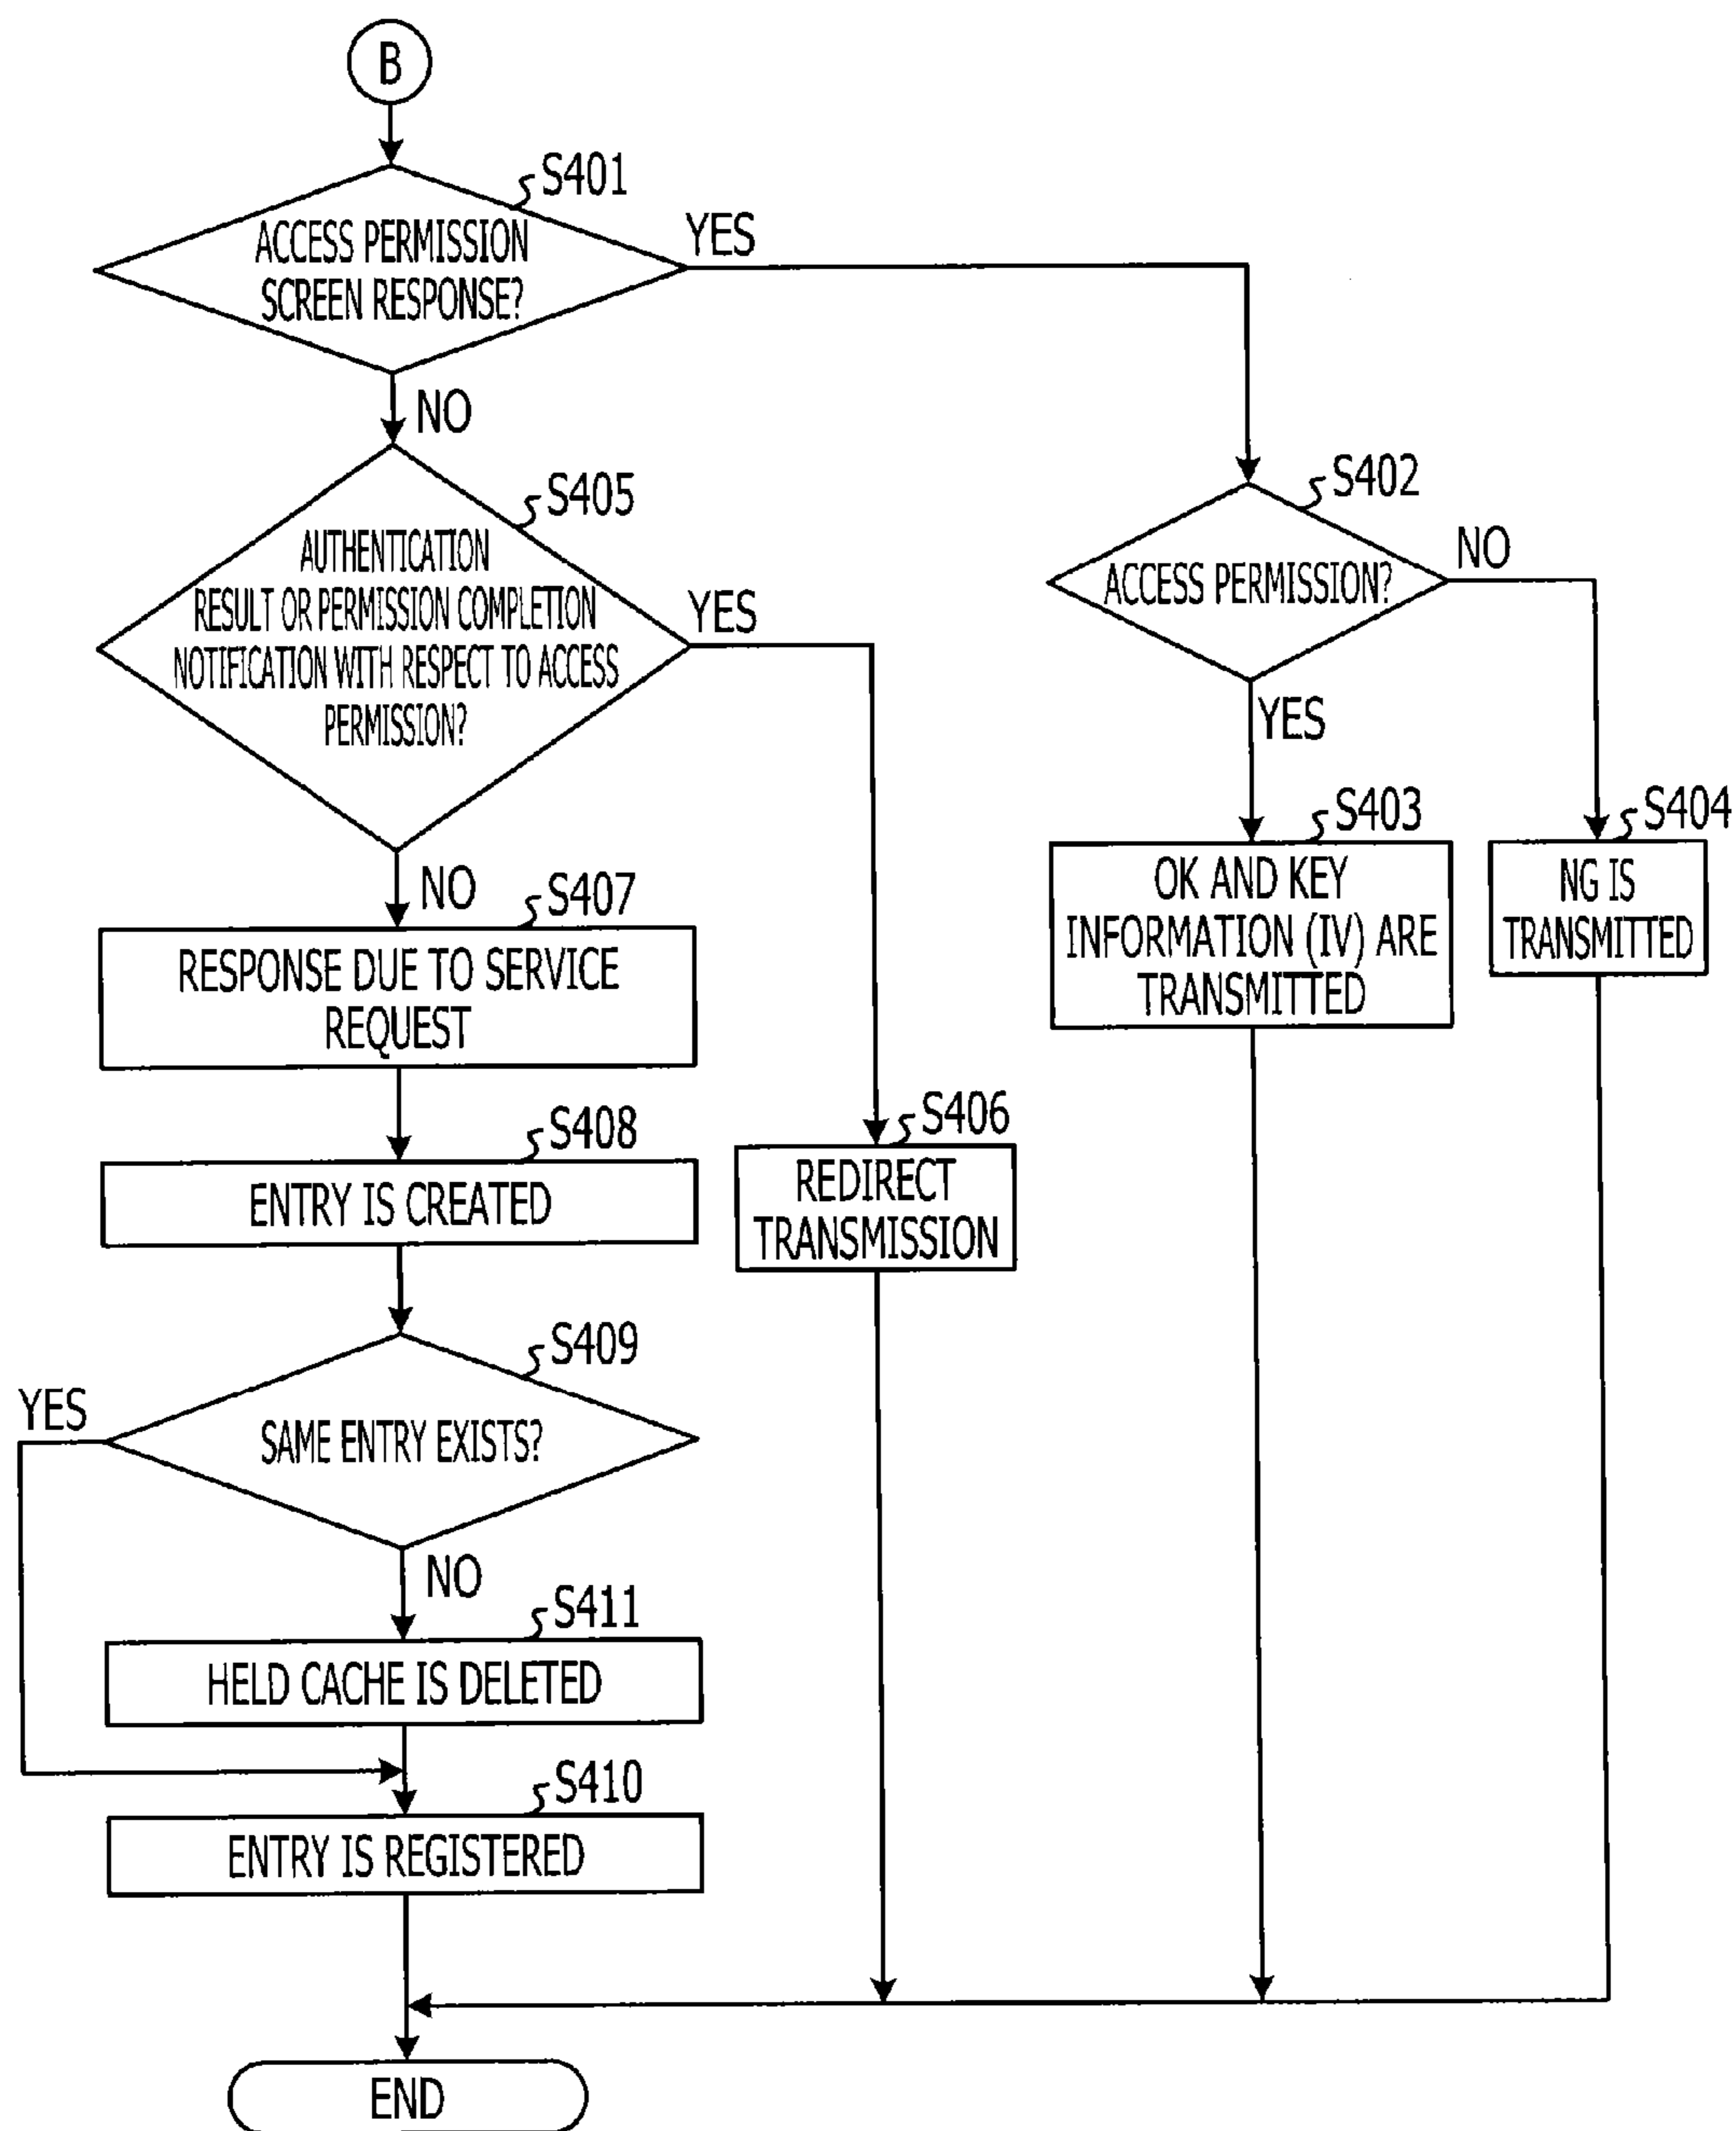 B
S401
ACCESS PERMISSION
SCREEN RESPONSE?
YES
NO
S405
AUTHENTICATION
RESULT OR PERMISSION COMPLETION
NOTIFICATION WITH RESPECT TO ACCESS
PERMISSION?
YES
NO
S402
ACCESS PERMISSION?
NO
YES
S403
OK AND KEY
INFORMATION (IV) ARE
TRANSMITTED
S404
NG IS
TRANSMITTED
S407
RESPONSE DUE TO SERVICE
REQUEST
S406
REDIRECT
TRANSMISSION
S408
ENTRY IS CREATED
S409
SAME ENTRY EXISTS?
YES
NO
S411
HELD CACHE IS DELETED
S410
ENTRY IS REGISTERED
END